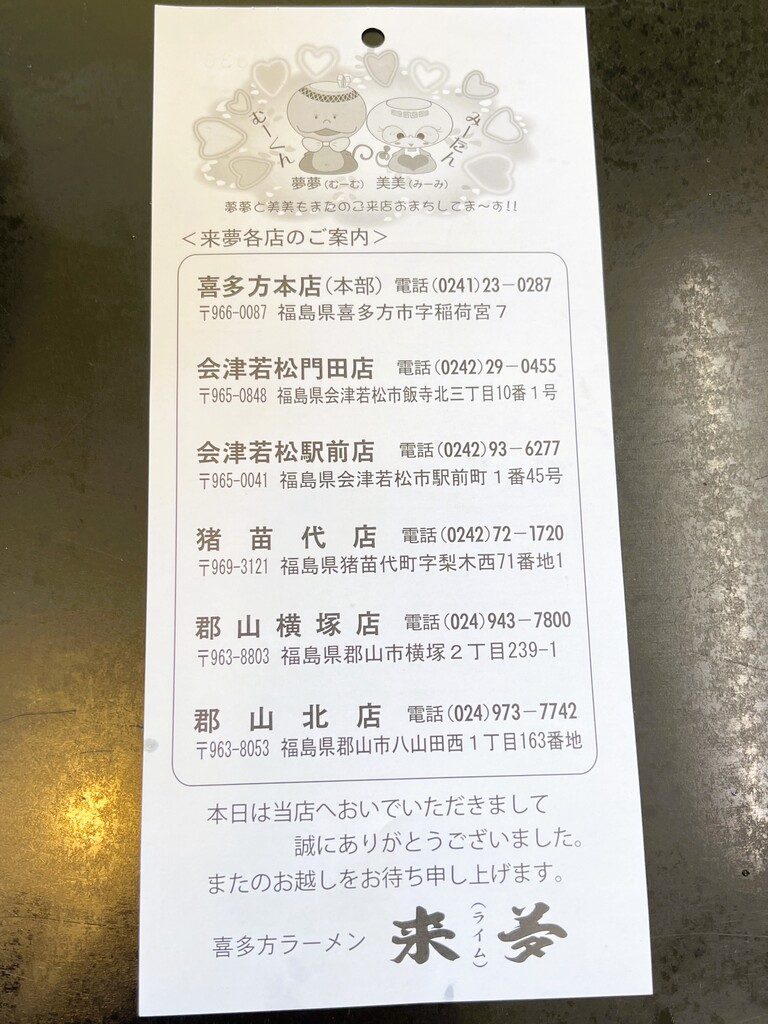 むーくん
みーたん
夢夢(むーむ) 美美(みーみ)
夢夢と美美もまたのご来店おまちしてま～す!!
＜来夢各店のご案内＞
喜多方本店(本部) 電話(0241)23－0287
〒966-0087 福島県喜多方市字稲荷宮７
会津若松門田店 電話(0242)29－0455
〒965-0848 福島県会津若松市飯寺北三丁目10番１号
会津若松駅前店 電話(0242)93－6277
〒965-0041 福島県会津若松市駅前町１番45号
猪苗代店 電話(0242)72－1720
〒969-3121 福島県猪苗代町字梨木西71番地1
郡山横塚店 電話(024)943－7800
〒963-8803 福島県郡山市横塚２丁目239-1
郡山北店 電話(024)973－7742
〒963-8053 福島県郡山市八山田西１丁目163番地
本日は当店へおいでいただきまして
誠にありがとうございました。
またのお越しをお待ち申し上げます。
喜多方ラーメン 来夢(ライム)